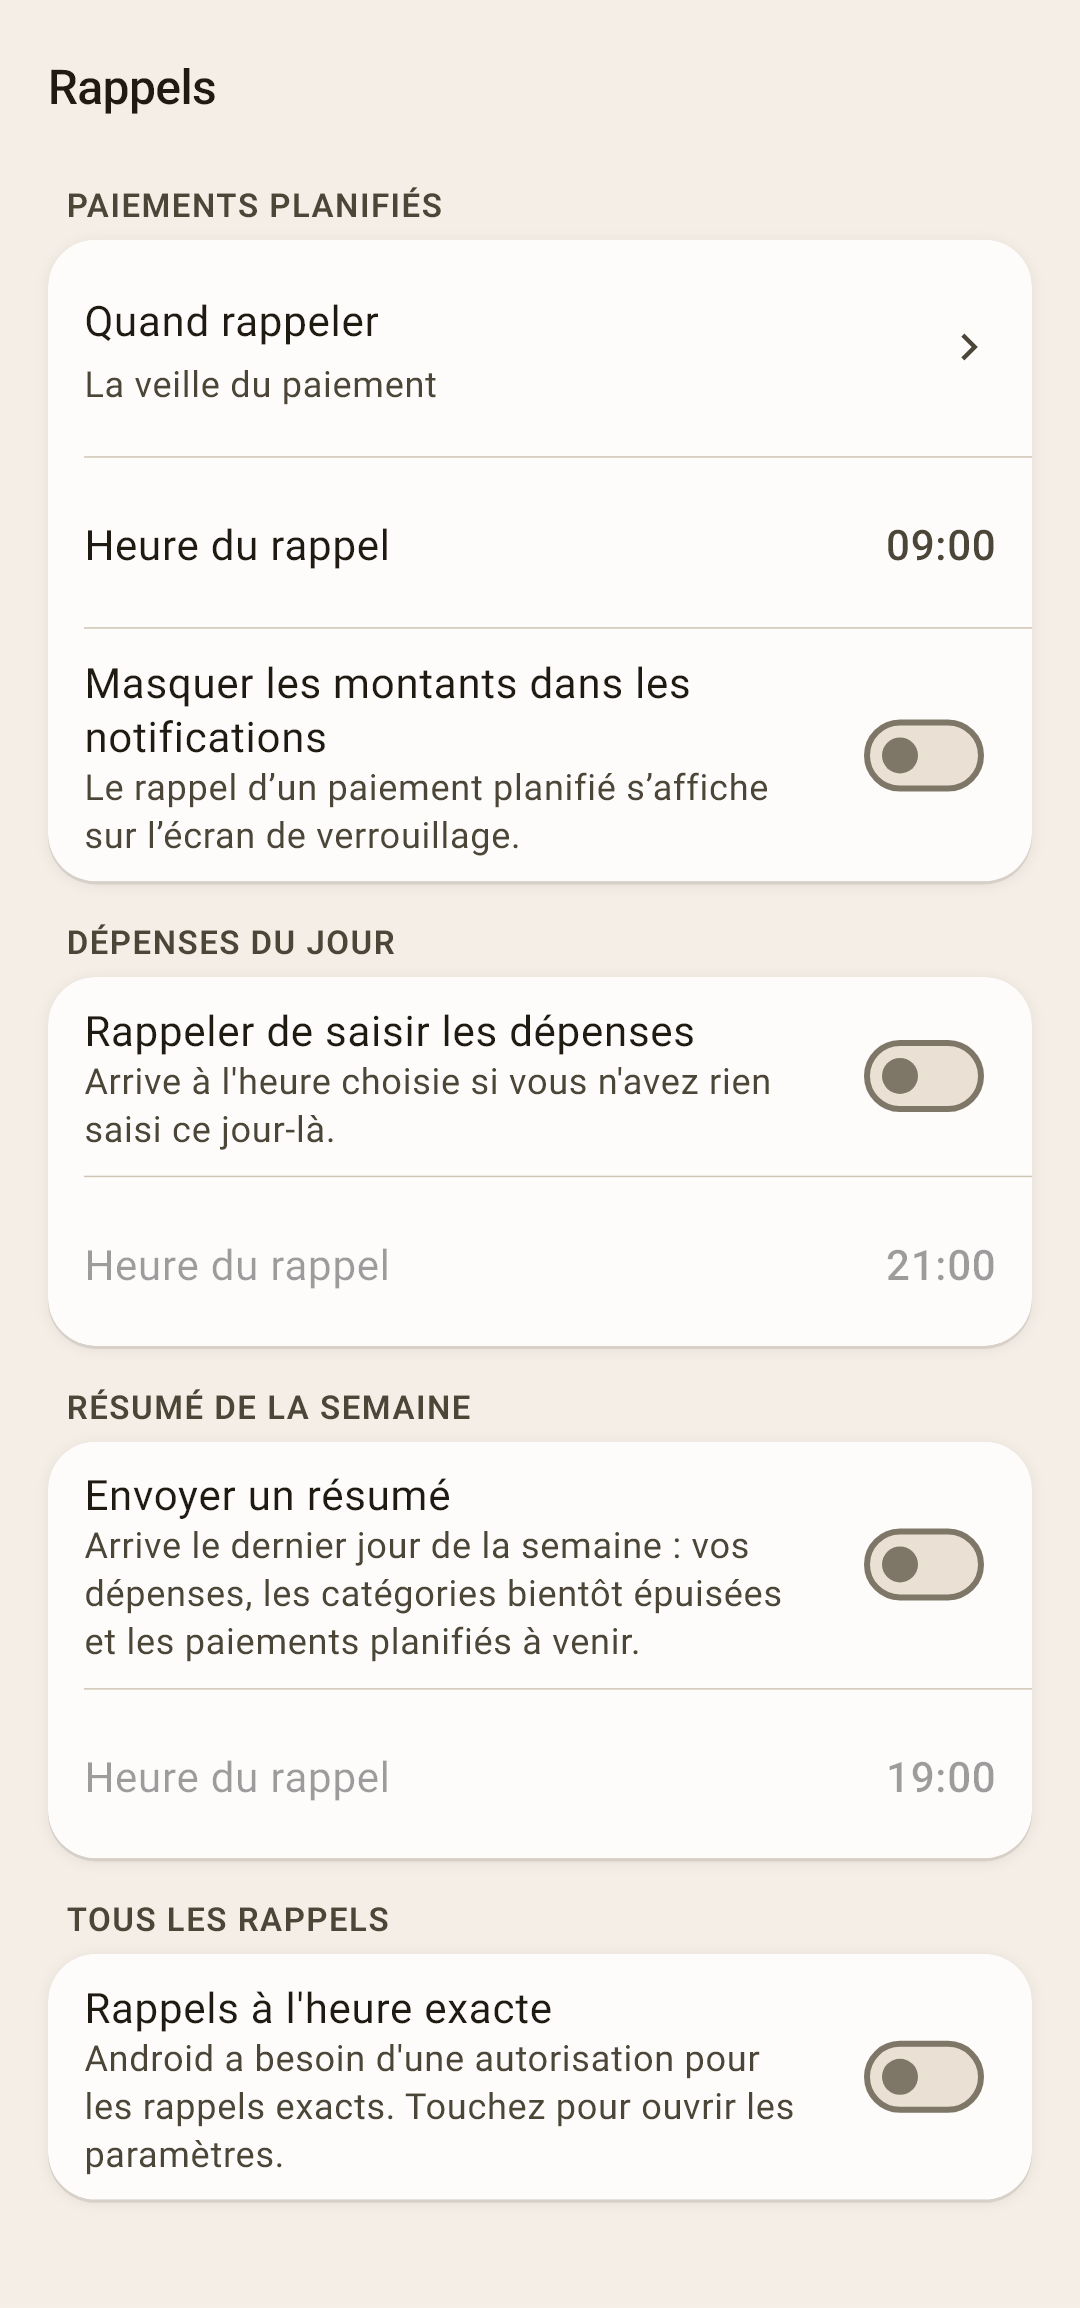 Rappels
PAIEMENTS PLANIFIÉS
Quand rappeler
La veille du paiement
Heure du rappel
09:00
Masquer les montants dans les
notifications
Le rappel d’un paiement planifié s’affiche
sur l’écran de verrouillage.
DÉPENSES DU JOUR
Rappeler de saisir les dépenses
Arrive à l'heure choisie si vous n'avez rien
saisi ce jour-là.
Heure du rappel
21:00
RÉSUMÉ DE LA SEMAINE
Envoyer un résumé
Arrive le dernier jour de la semaine : vos
dépenses, les catégories bientôt épuisées
et les paiements planifiés à venir.
Heure du rappel
19:00
TOUS LES RAPPELS
Rappels à l'heure exacte
Android a besoin d'une autorisation pour
les rappels exacts. Touchez pour ouvrir les
paramètres.